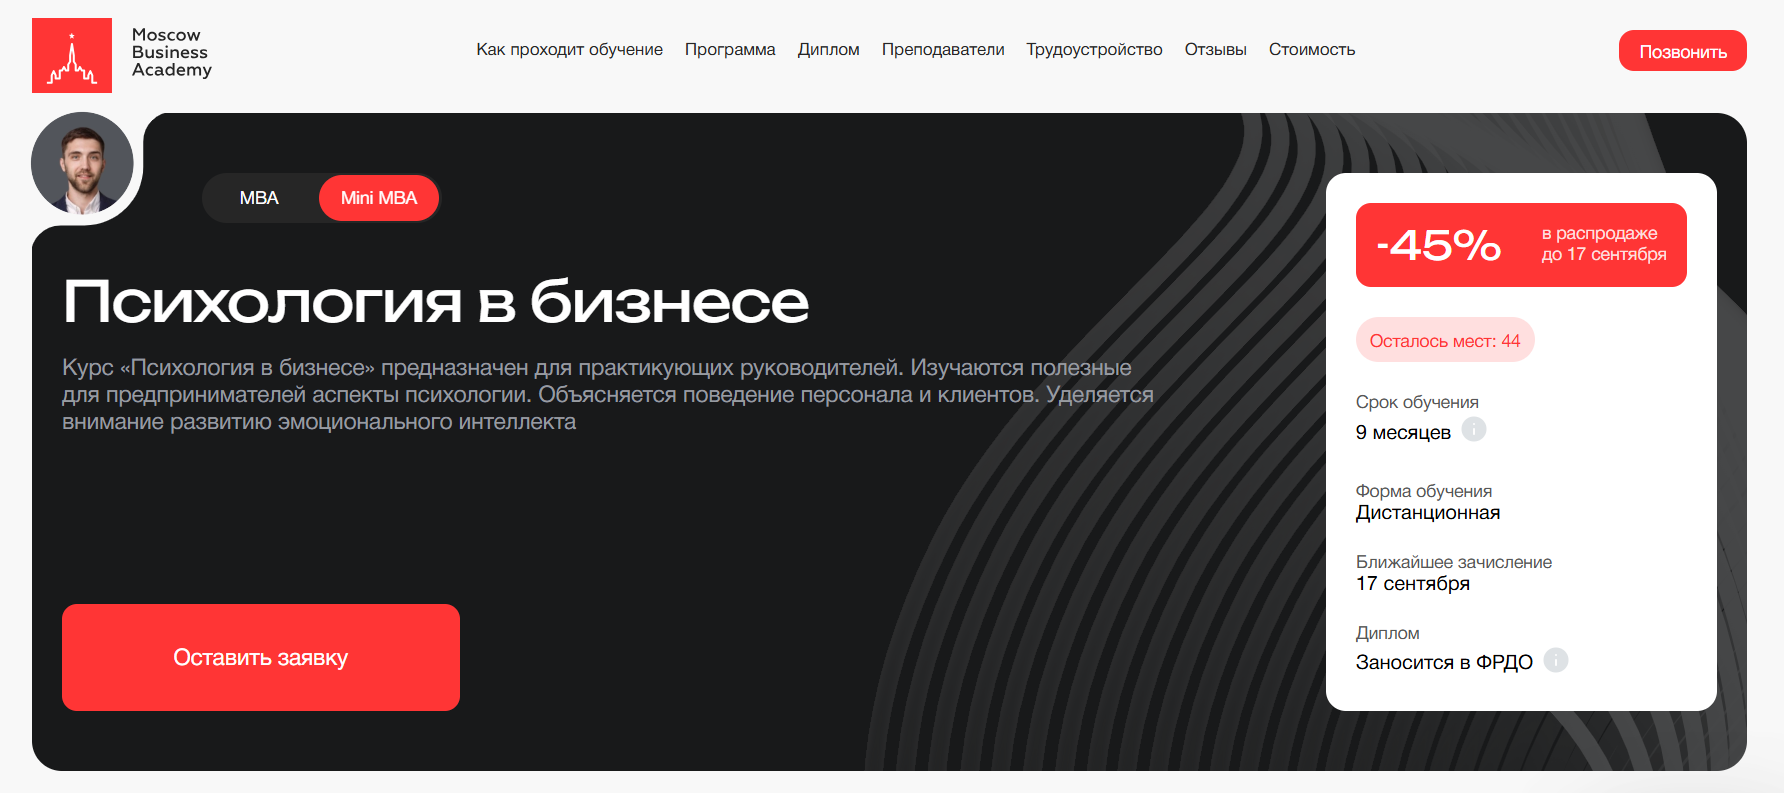 Moscow
Business
Academy
Как проходит обучение
Программа
Диплом
Преподаватели
Трудоустройство
Отзывы
Стоимость
Позвонить
MBA
Mini MBA
Психология в бизнесе
Курс «Психология в бизнесе» предназначен для практикующих руководителей. Изучаются полезные
для предпринимателей аспекты психологии. Объясняется поведение персонала и клиентов. Уделяется
внимание развитию эмоционального интеллекта
Оставить заявку
-45%
в распродаже
до 17 сентября
Осталось мест: 44
Срок обучения
9 месяцев
Форма обучения
Дистанционная
Ближайшее зачисление
17 сентября
Диплом
Заносится в ФРДО